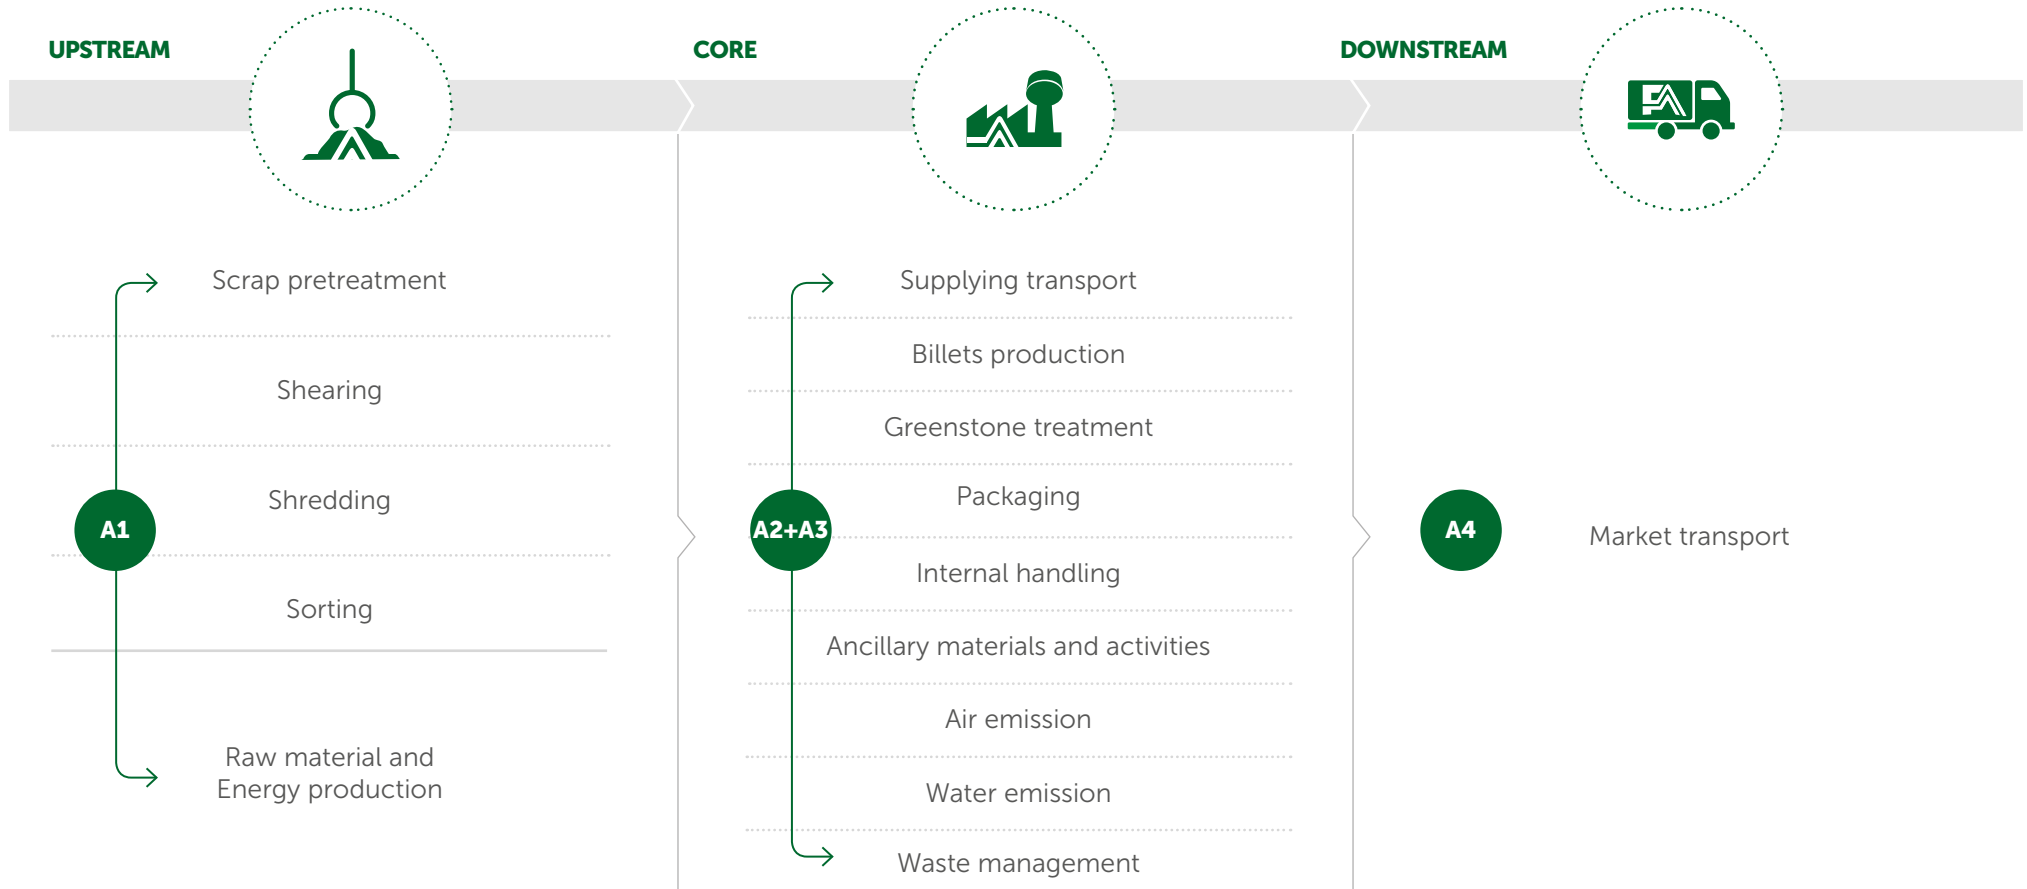 UPSTREAM
Scrap pretreatment
Shearing
Shredding
A1
Sorting
Raw material and
Energy production
CORE
Supplying transport
Billets production
Greenstone treatment
Packaging
A2+A3
Internal handling
Ancillary materials and activities
Air emission
Water emission
Waste management
DOWNSTREAM
A4
Market transport